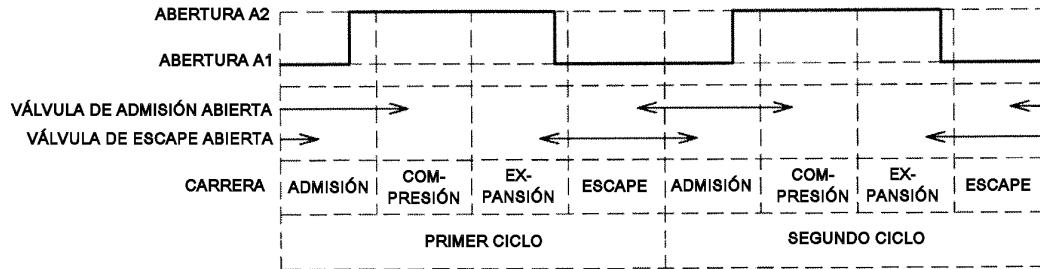 ABERTURA A2
ABERTURA A1
VÁLVULA DE ADMISIÓN ABIERTA
VÁLVULA DE ESCAPE ABIERTA
CARRERA
ADMISIÓN
COM-
PRESIÓN
EX-
PANSIÓN
ESCAPE
ADMISIÓN
COM-
PRESIÓN
EX-
PANSIÓN
ESCAPE
PRIMER CICLO
SEGUNDO CICLO